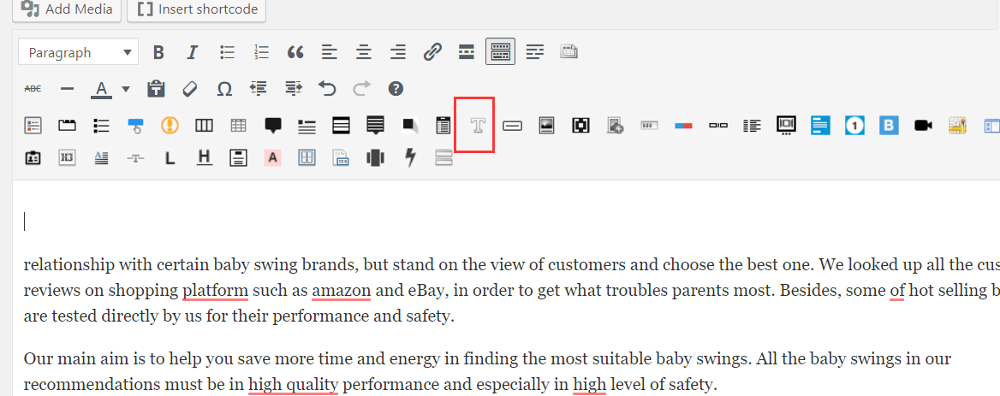 Add Media Insert shortcode
Paragraph B I
ABC A Ω ?
T 1 B
H3 T L H A
relationship with certain baby swing brands, but stand on the view of customers and choose the best one. We looked up all the cus
reviews on shopping platform such as amazon and eBay, in order to get what troubles parents most. Besides, some of hot selling b
are tested directly by us for their performance and safety.
Our main aim is to help you save more time and energy in finding the most suitable baby swings. All the baby swings in our
recommendations must be in high quality performance and especially in high level of safety.